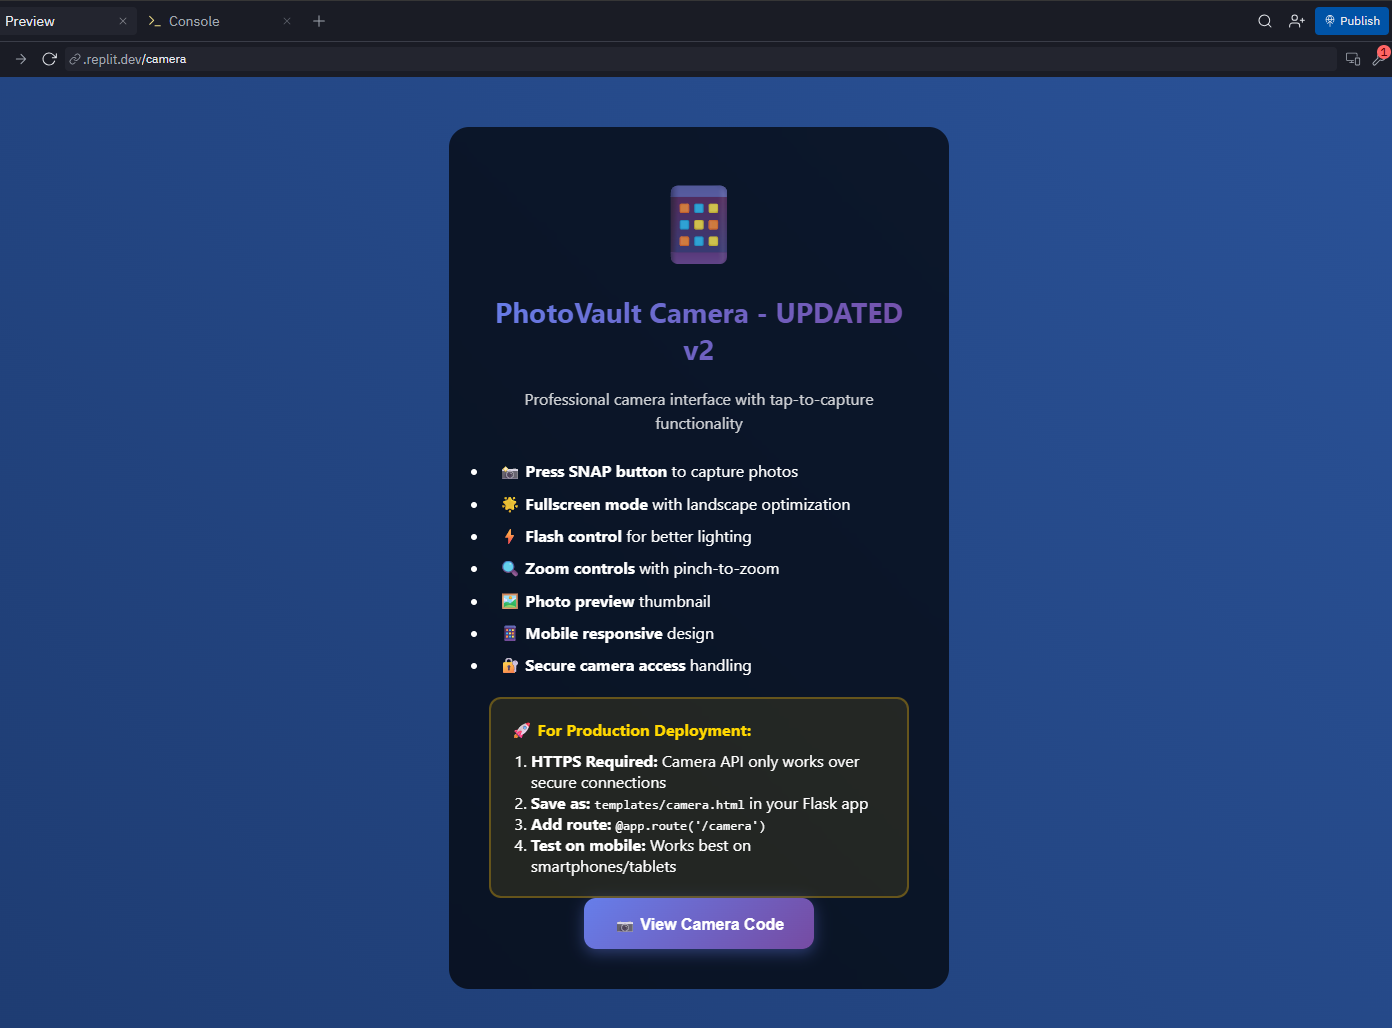 Preview
Console
Publish
.replit.dev/camera
1
PhotoVault Camera - UPDATED
v2
Professional camera interface with tap-to-capture
functionality
Press SNAP button to capture photos
Fullscreen mode with landscape optimization
Flash control for better lighting
Zoom controls with pinch-to-zoom
Photo preview thumbnail
Mobile responsive design
Secure camera access handling
For Production Deployment:
1. HTTPS Required: Camera API only works over
secure connections
2. Save as: templates/camera.html in your Flask app
3. Add route: @app.route('/camera')
4. Test on mobile: Works best on
smartphones/tablets
View Camera Code